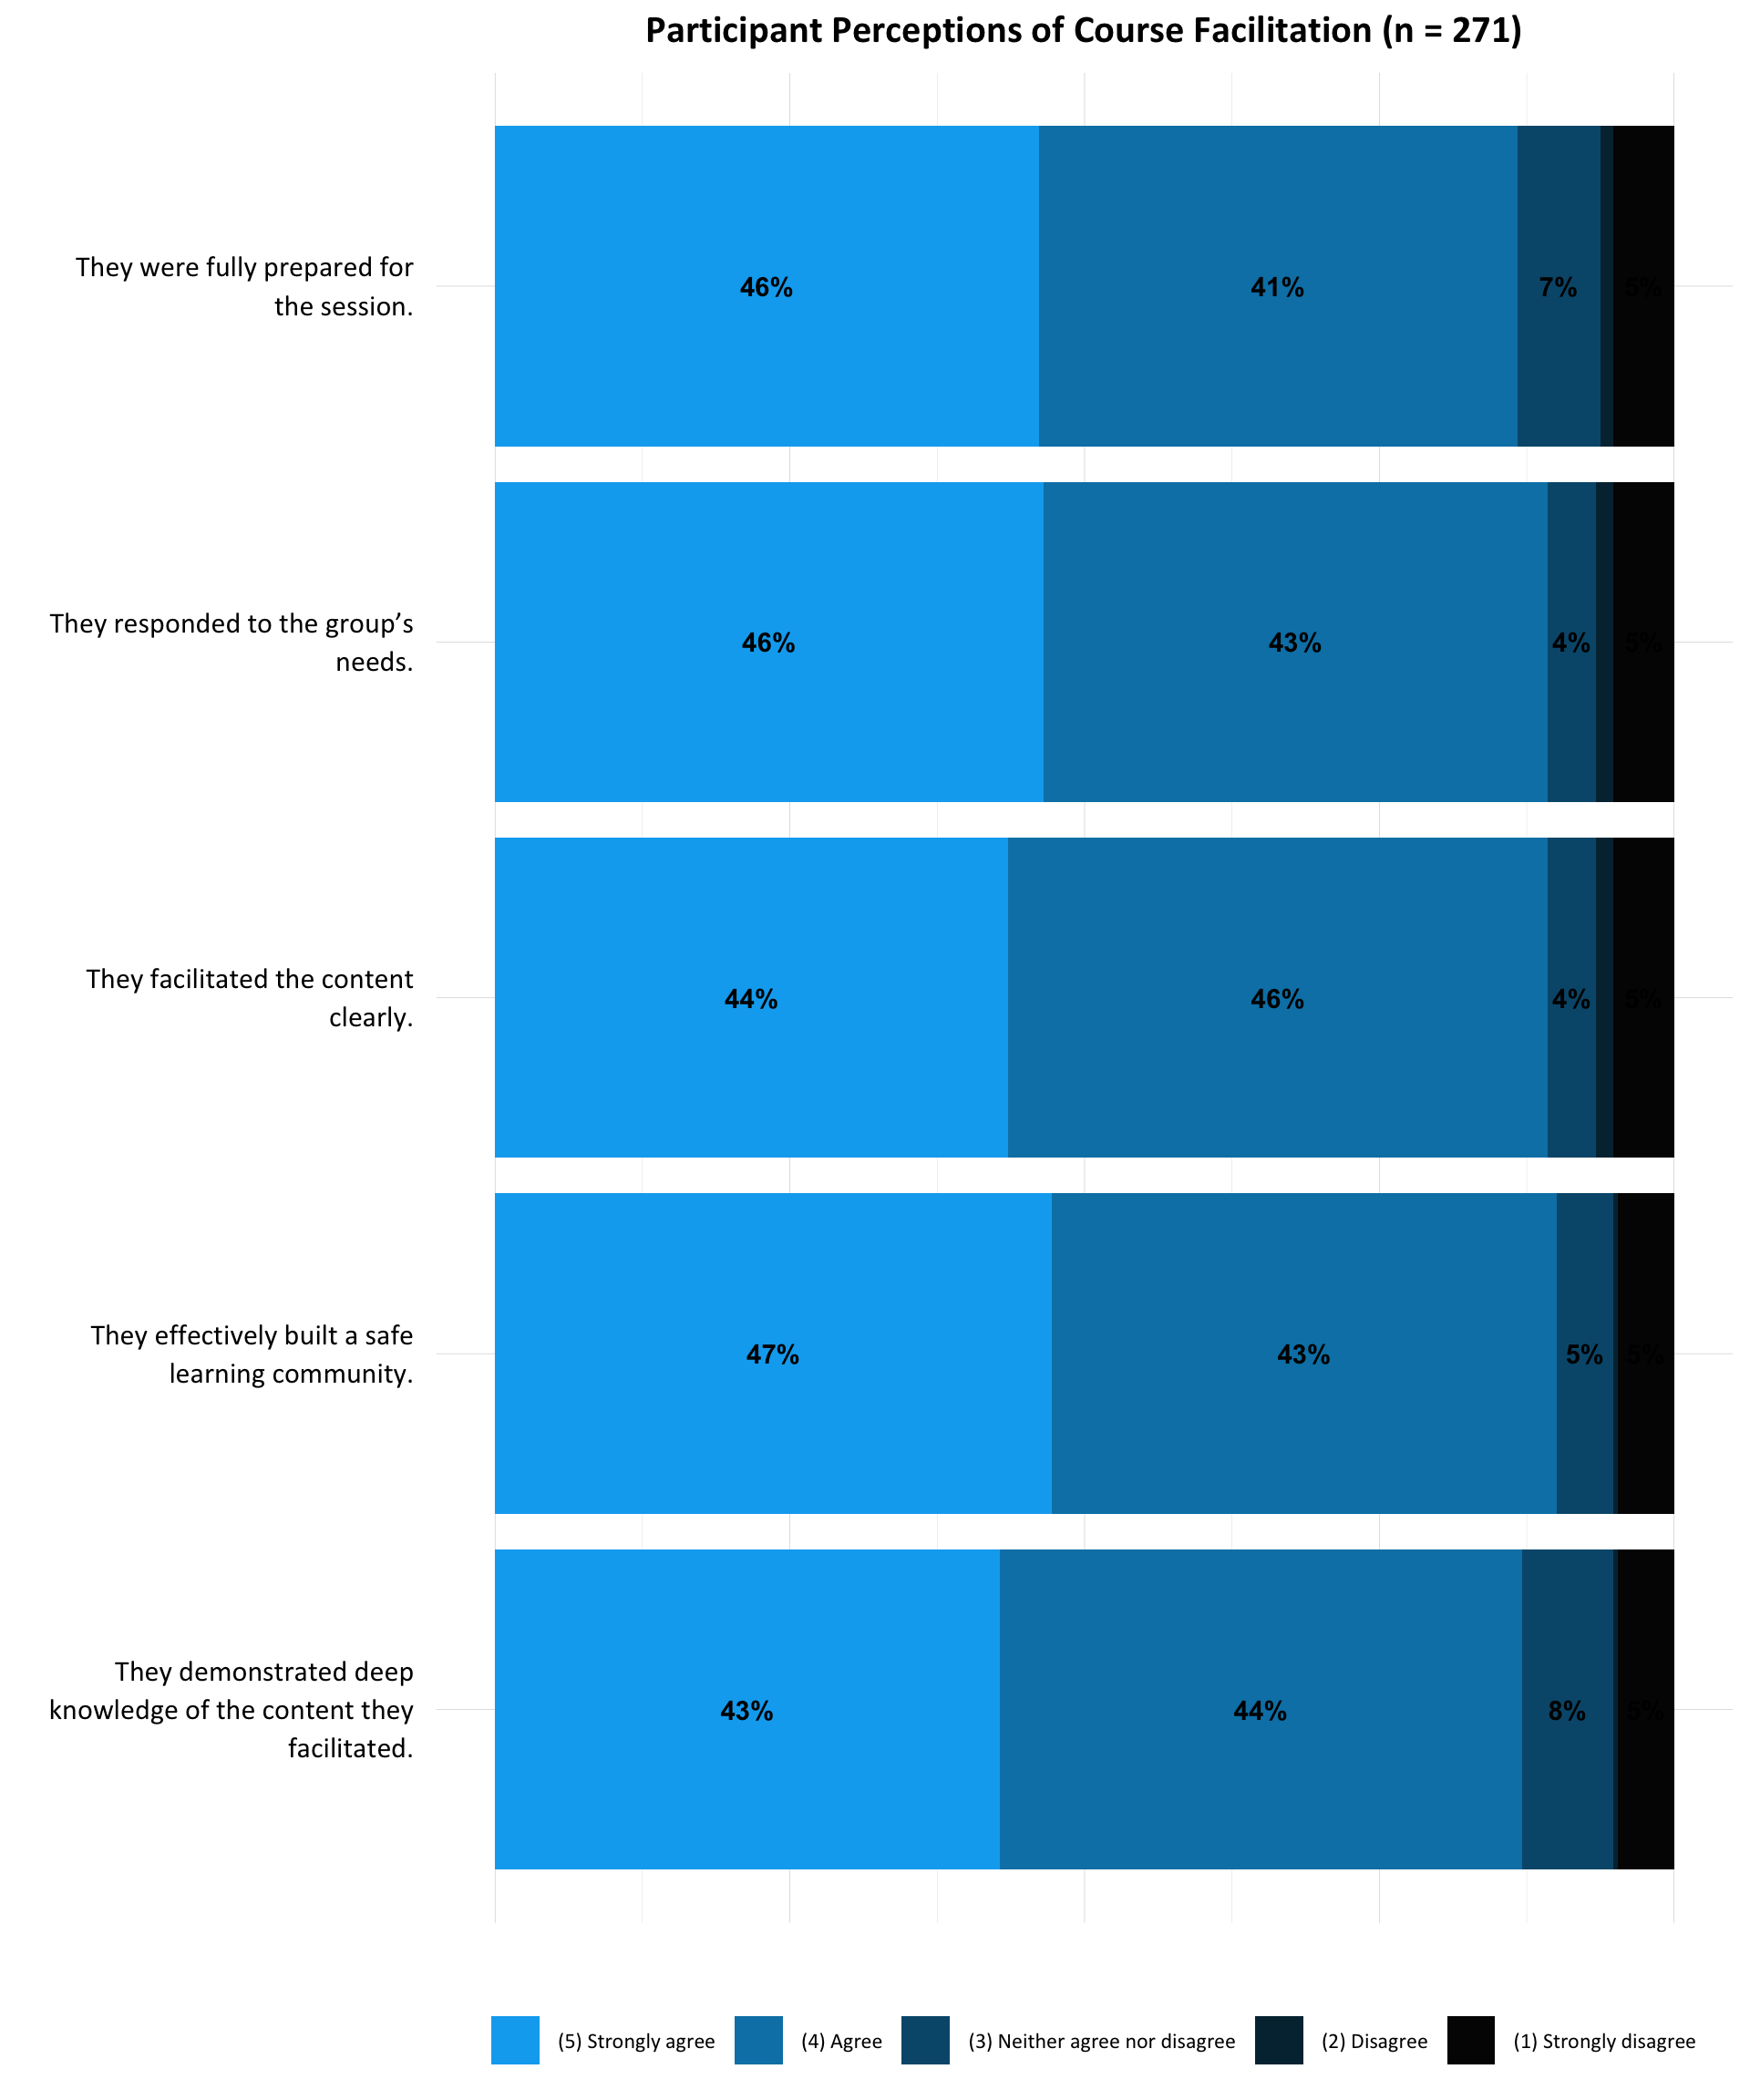 Participant Perceptions of Course Facilitation (n = 271)
They were fully prepared for
the session.
46% 41% 7% 5%
They responded to the group’s
needs.
46% 43% 4% 5%
They facilitated the content
clearly.
44% 46% 4% 5%
They effectively built a safe
learning community.
47% 43% 5% 5%
They demonstrated deep
knowledge of the content they
facilitated.
43% 44% 8% 5%
(5) Strongly agree (4) Agree (3) Neither agree nor disagree (2) Disagree (1) Strongly disagree